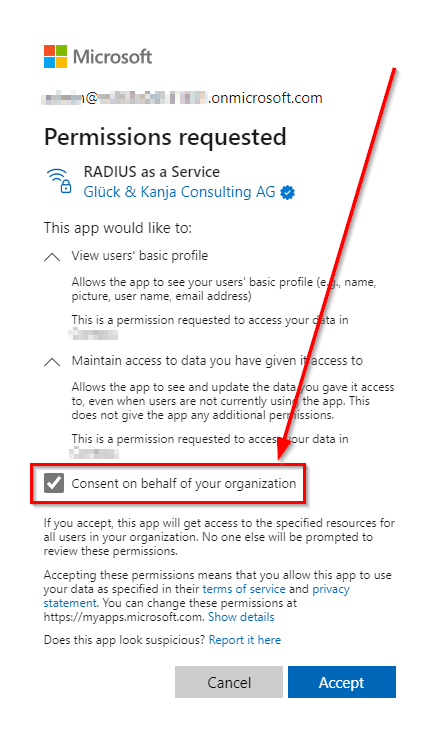 Microsoft
@.onmicrosoft.com
Permissions requested
RADIUS as a Service
Glück & Kanja Consulting AG
This app would like to:
View users' basic profile
Allows the app to see your users' basic profile (e.g., name,
picture, user name, email address)
This is a permission requested to access your data in
Maintain access to data you have given it access to
Allows the app to see and update the data you gave it access
to, even when users are not currently using the app. This
does not give the app any additional permissions.
This is a permission requested to access your data in
Consent on behalf of your organization
If you accept, this app will get access to the specified resources for
all users in your organization. No one else will be prompted to
review these permissions.
Accepting these permissions means that you allow this app to use
your data as specified in their terms of service and privacy
statement. You can change these permissions at
https://myapps.microsoft.com. Show details
Does this app look suspicious? Report it here
Cancel
Accept